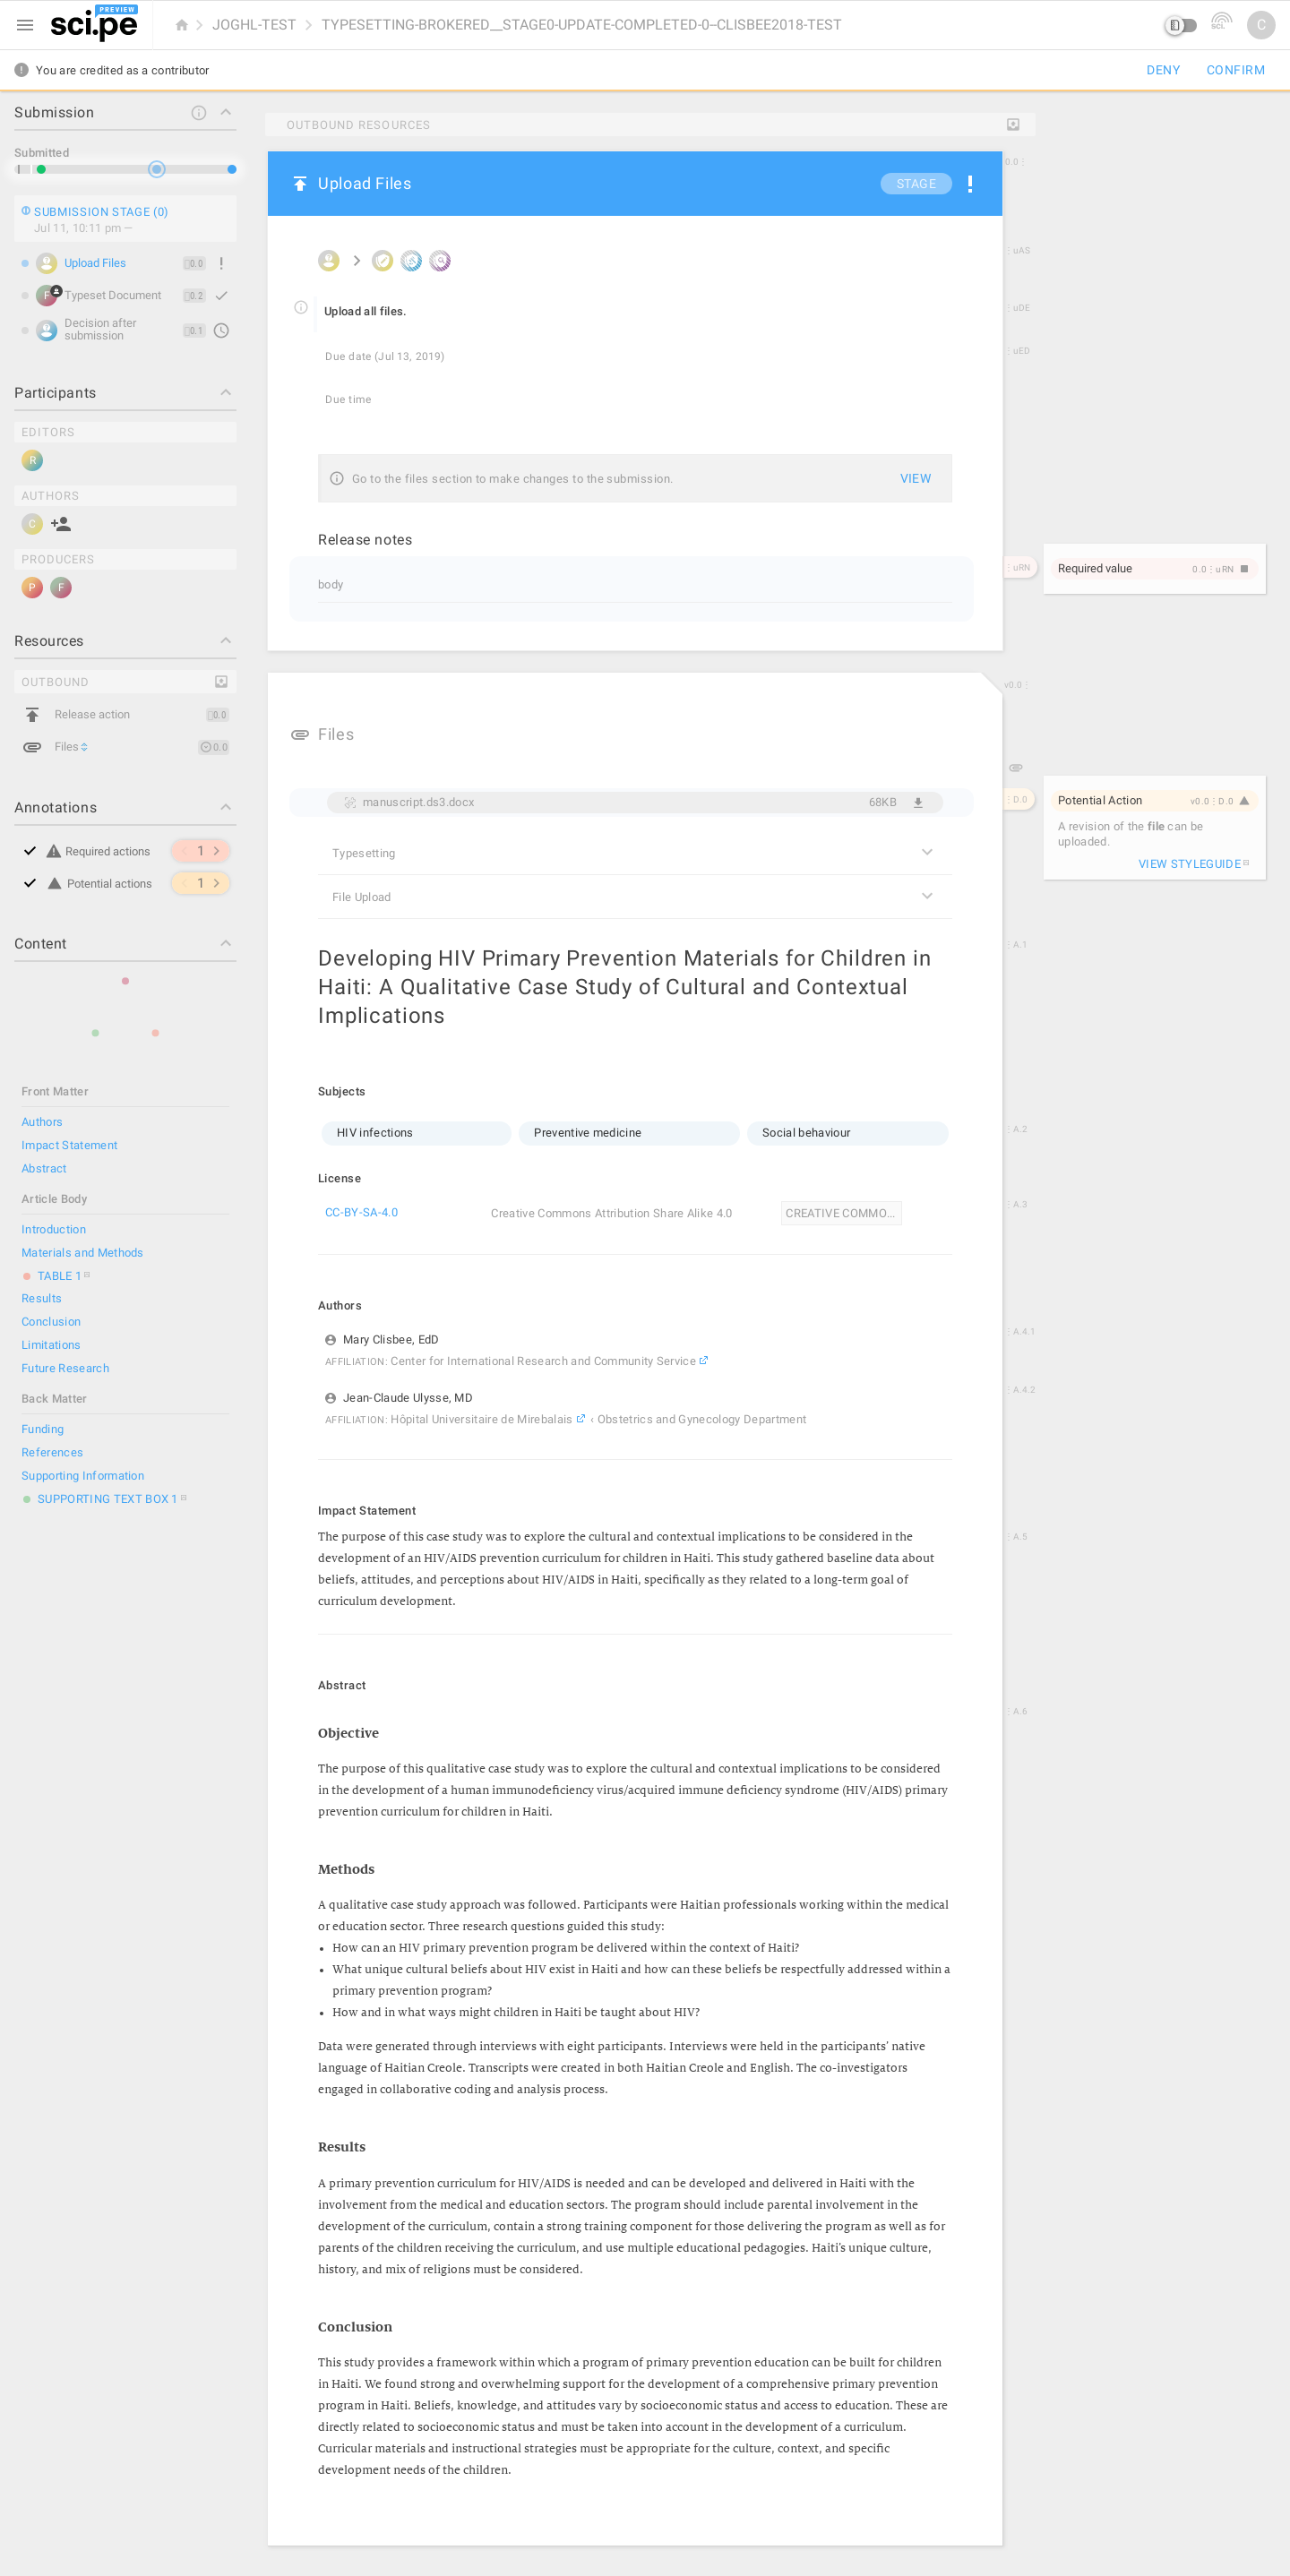 PREVIEW
sci.pe
JOGHL-TEST
TYPESETTING-BROKERED__STAGE0-UPDATE-COMPLETED-0--CLISBEE2018-TEST
SCI.
C
You are credited as a contributor
DENY
CONFIRM
Submission
Submitted
SUBMISSION STAGE (0)
Jul 11, 10:11 pm —
Upload Files
0.0
F
Typeset Document
0.2
Decision after
submission
0.1
Participants
EDITORS
R
AUTHORS
C
PRODUCERS
P
F
Resources
OUTBOUND
Release action
0.0
Files
0.0
Annotations
Required actions
1
Potential actions
1
Content
Front Matter
Authors
Impact Statement
Abstract
Article Body
Introduction
Materials and Methods
TABLE 1
Results
Conclusion
Limitations
Future Research
Back Matter
Funding
References
Supporting Information
SUPPORTING TEXT BOX 1
OUTBOUND RESOURCES
Upload Files
STAGE
0.0⋮
⋮uAS
Upload all files.
⋮uDE
Due date (Jul 13, 2019)
⋮uED
Due time
Go to the files section to make changes to the submission.
VIEW
Release notes
body
⋮uRN
Required value
0.0⋮uRN
v0.0⋮
Files
manuscript.ds3.docx
68KB
⋮D.0
Potential Action
v0.0⋮D.0
A revision of the file can be
uploaded.
VIEW STYLEGUIDE
Typesetting
File Upload
Developing HIV Primary Prevention Materials for Children in
Haiti: A Qualitative Case Study of Cultural and Contextual
Implications
⋮A.1
Subjects
HIV infections
Preventive medicine
Social behaviour
⋮A.2
License
CC-BY-SA-4.0
Creative Commons Attribution Share Alike 4.0
CREATIVE COMMO...
⋮A.3
Authors
Mary Clisbee, EdD
⋮A.4.1
AFFILIATION: Center for International Research and Community Service
Jean-Claude Ulysse, MD
⋮A.4.2
AFFILIATION: Hôpital Universitaire de Mirebalais ‹ Obstetrics and Gynecology Department
Impact Statement
The purpose of this case study was to explore the cultural and contextual implications to be considered in the
⋮A.5
development of an HIV/AIDS prevention curriculum for children in Haiti. This study gathered baseline data about
beliefs, attitudes, and perceptions about HIV/AIDS in Haiti, specifically as they related to a long-term goal of
curriculum development.
Abstract
⋮A.6
Objective
The purpose of this qualitative case study was to explore the cultural and contextual implications to be considered
in the development of a human immunodeficiency virus/acquired immune deficiency syndrome (HIV/AIDS) primary
prevention curriculum for children in Haiti.
Methods
A qualitative case study approach was followed. Participants were Haitian professionals working within the medical
or education sector. Three research questions guided this study:
• How can an HIV primary prevention program be delivered within the context of Haiti?
• What unique cultural beliefs about HIV exist in Haiti and how can these beliefs be respectfully addressed within a
primary prevention program?
• How and in what ways might children in Haiti be taught about HIV?
Data were generated through interviews with eight participants. Interviews were held in the participants' native
language of Haitian Creole. Transcripts were created in both Haitian Creole and English. The co-investigators
engaged in collaborative coding and analysis process.
Results
A primary prevention curriculum for HIV/AIDS is needed and can be developed and delivered in Haiti with the
involvement from the medical and education sectors. The program should include parental involvement in the
development of the curriculum, contain a strong training component for those delivering the program as well as for
parents of the children receiving the curriculum, and use multiple educational pedagogies. Haiti's unique culture,
history, and mix of religions must be considered.
Conclusion
This study provides a framework within which a program of primary prevention education can be built for children
in Haiti. We found strong and overwhelming support for the development of a comprehensive primary prevention
program in Haiti. Beliefs, knowledge, and attitudes vary by socioeconomic status and access to education. These are
directly related to socioeconomic status and must be taken into account in the development of a curriculum.
Curricular materials and instructional strategies must be appropriate for the culture, context, and specific
development needs of the children.